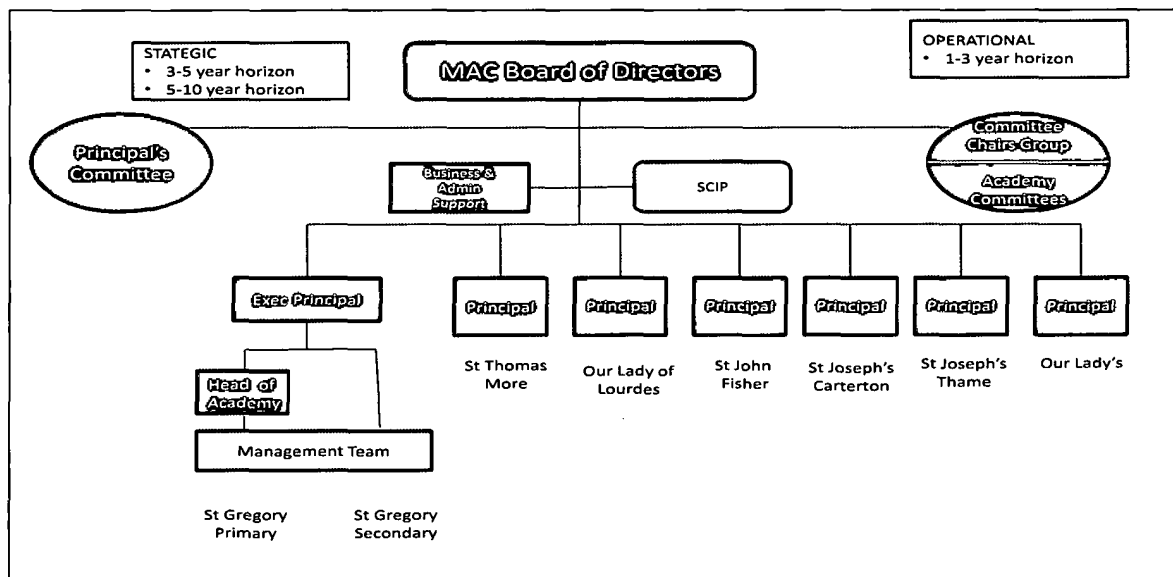 STATEGIC
• 3-5 year horizon
• 5-10 year horizon
MAC Board of Directors
OPERATIONAL
• 1-3 year horizon
Principal's
Committee
Committee
Chairs Group
Academy
Committees
Business &
Admin
Support
SCIP
Exec Principal
Principal
Principal
Principal
Principal
Principal
Principal
St Thomas
More
Our Lady of
Lourdes
St John
Fisher
St Joseph's
Carterton
St Joseph's
Thame
Our Lady's
Head of
Academy
Management Team
St Gregory
Primary
St Gregory
Secondary